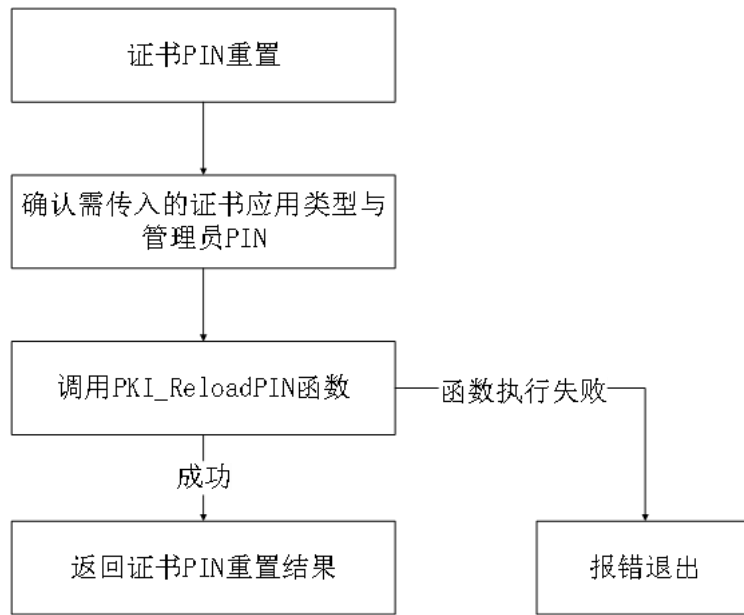 证书PIN重置
确认需传入的证书应用类型与
管理员PIN
调用PKI_ReloadPIN函数
函数执行失败
成功
返回证书PIN重置结果
报错退出